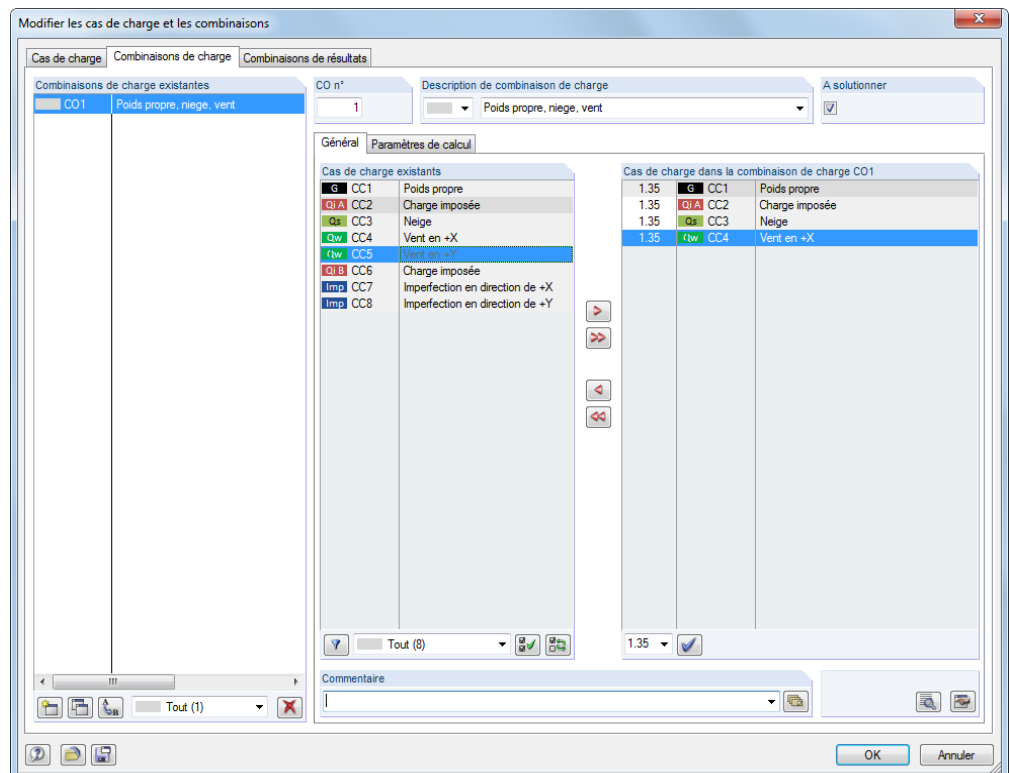 Modifier les cas de charge et les combinaisons
Cas de charge Combinaisons de charge Combinaisons de résultats
Combinaisons de charge existantes
CO1 Poids propre, niege, vent
CO n°
1
Description de combinaison de charge
Poids propre, niege, vent
A solutionner
Général Paramètres de calcul
Cas de charge existants
G CC1 Poids propre
Qi A CC2 Charge imposée
Qs CC3 Neige
Qw CC4 Vent en +X
Qw CC5 Vent en +Y
Qi B CC6 Charge imposée
Imp CC7 Imperfection en direction de +X
Imp CC8 Imperfection en direction de +Y
Cas de charge dans la combinaison de charge CO1
1.35 G CC1 Poids propre
1.35 Qi A CC2 Charge imposée
1.35 Qs CC3 Neige
1.35 Qw CC4 Vent en +X
Tout (8)
1.35
Commentaire
Tout (1)
OK Annuler